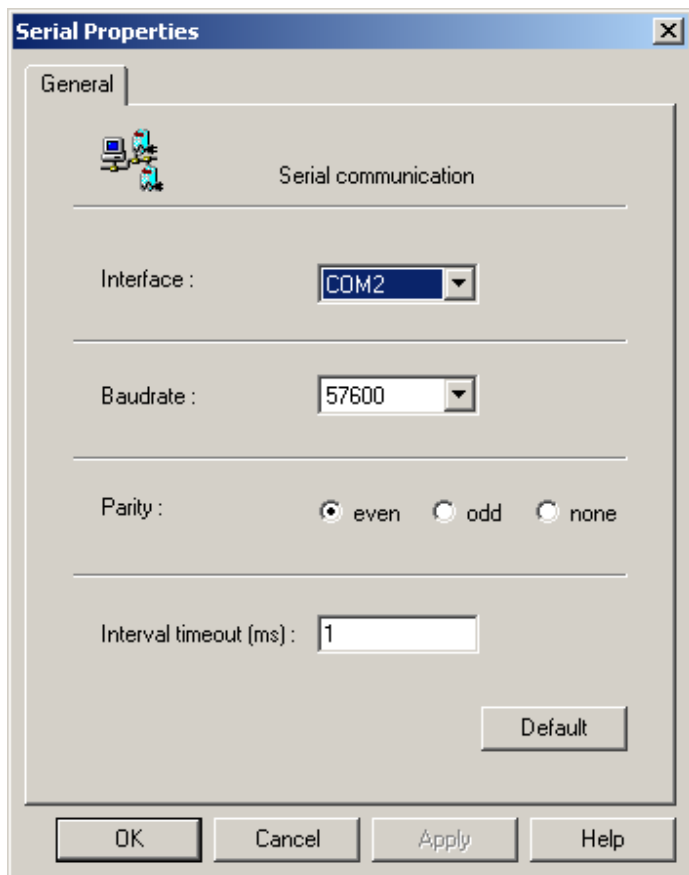 Serial Properties
General
Serial communication
Interface :
COM2
Baudrate :
57600
Parity :
even
odd
none
Interval timeout (ms) :
1
Default
OK
Cancel
Apply
Help